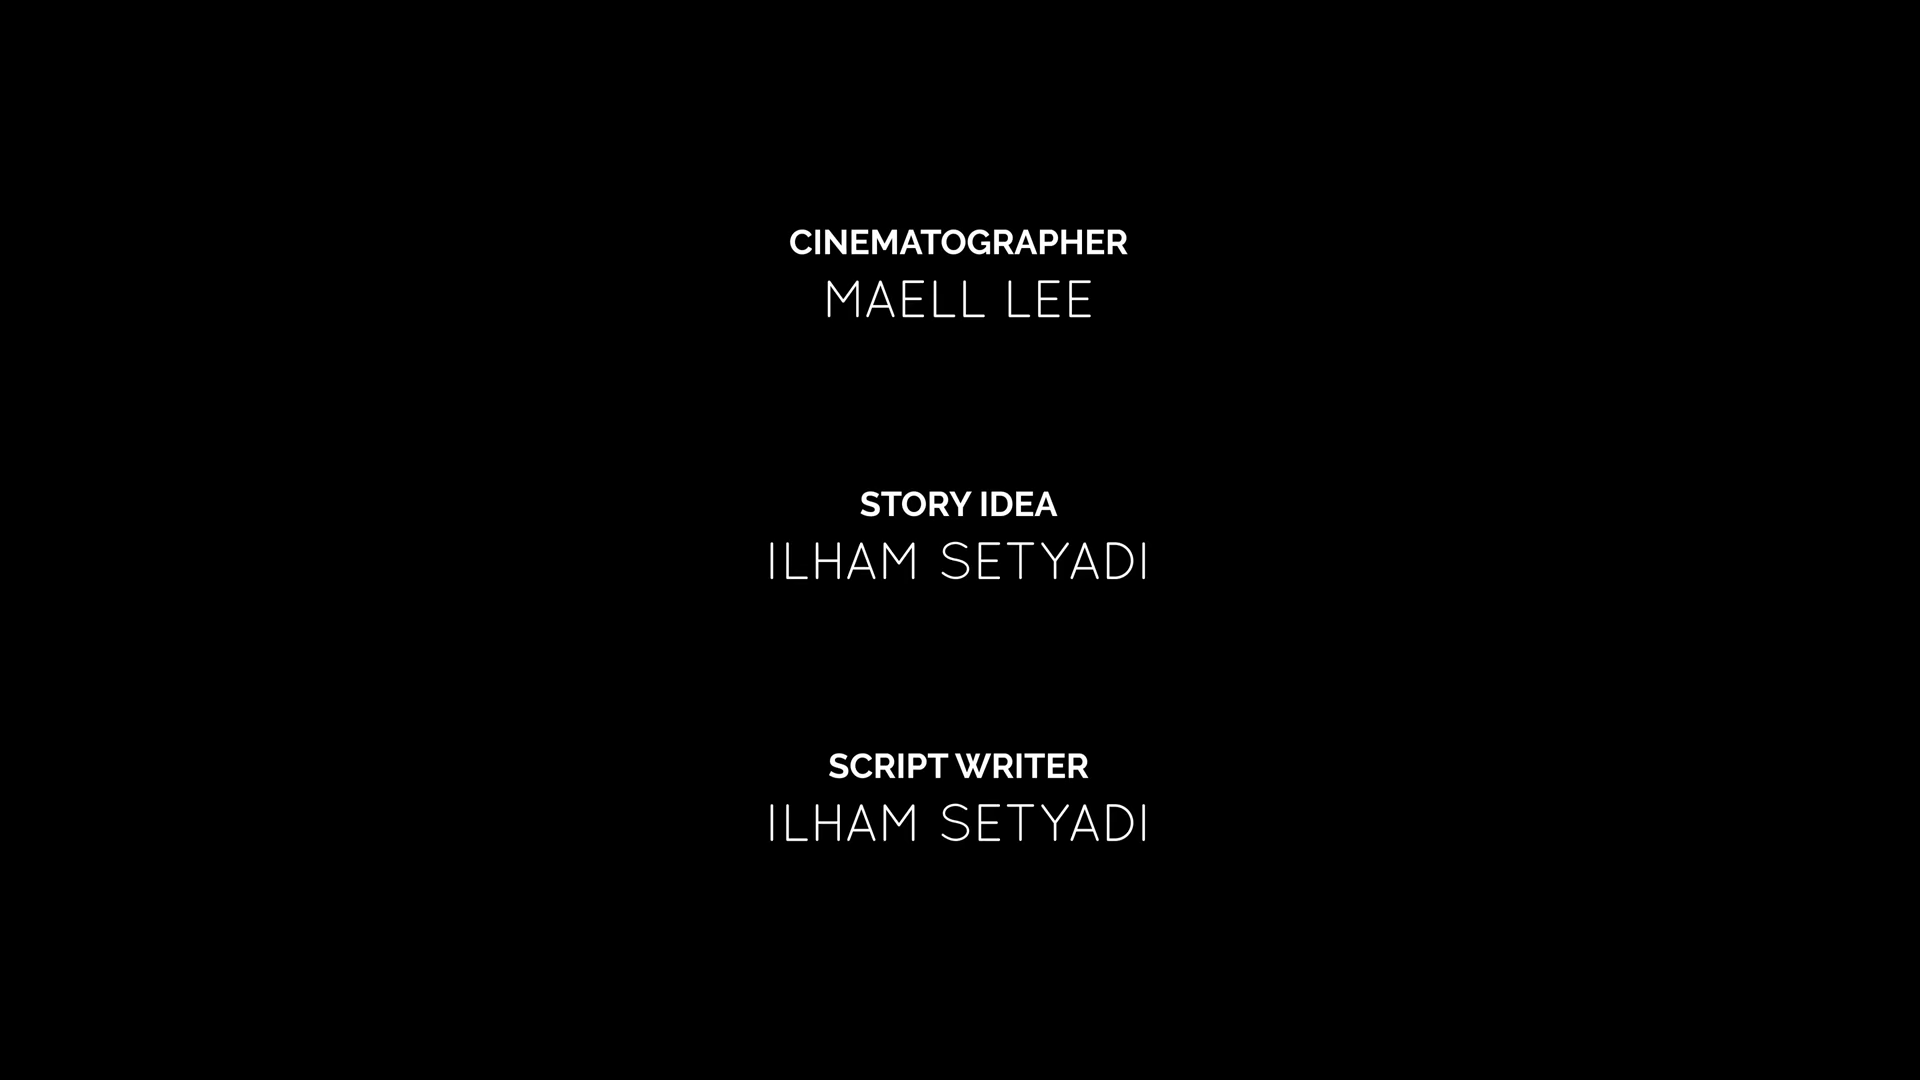 CINEMATOGRAPHER
MAELL LEE
STORY IDEA
ILHAM SETYADI
SCRIPT WRITER
ILHAM SETYADI